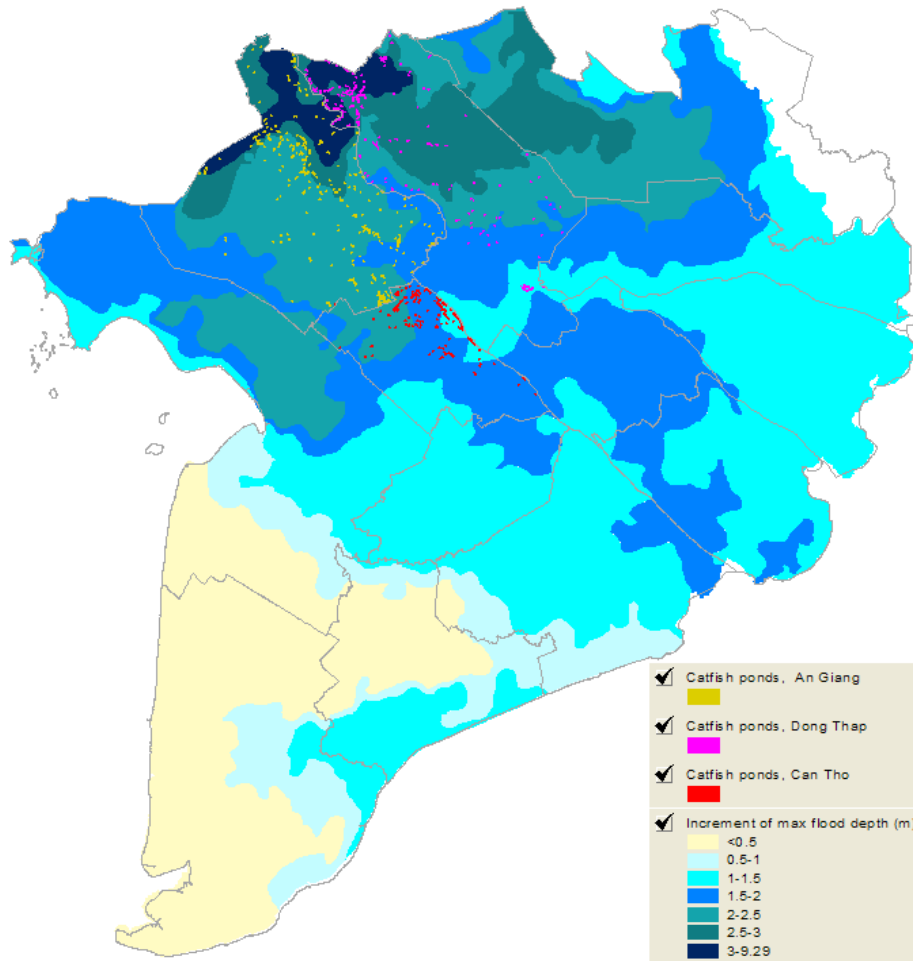 Catfish ponds, An Giang
Catfish ponds, Dong Thap
Catfish ponds, Can Tho
Increment of max flood depth (m)
<0.5
0.5-1
1-1.5
1.5-2
2-2.5
2.5-3
3-9.29